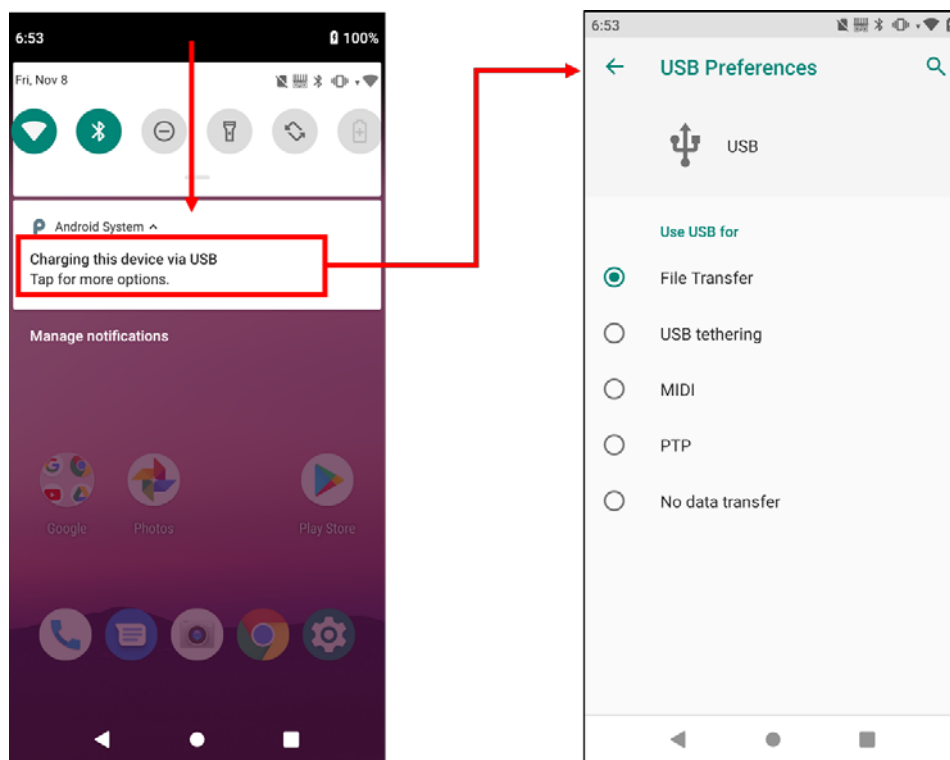 6:53
100%
Fri, Nov 8
Android System
Charging this device via USB
Tap for more options.
Manage notifications
Google
Photos
Play Store
6:53
USB Preferences
USB
Use USB for
File Transfer
USB tethering
MIDI
PTP
No data transfer